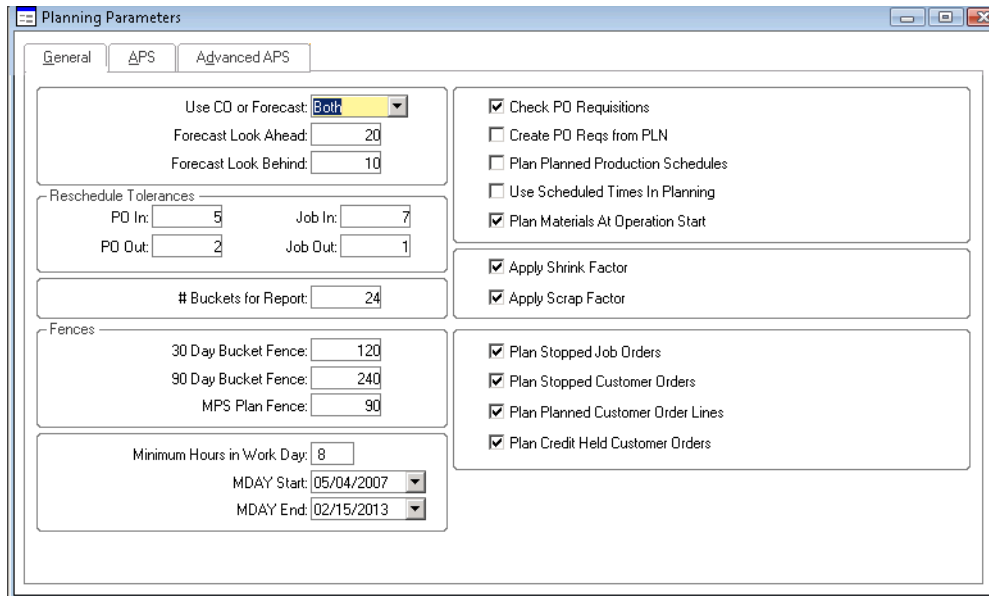 Planning Parameters
General APS Advanced APS
Use CO or Forecast: Both
Forecast Look Ahead: 20
Forecast Look Behind: 10
Reschedule Tolerances
PO In: 5 Job In: 7
PO Out: 2 Job Out: 1
# Buckets for Report: 24
Fences
30 Day Bucket Fence: 120
90 Day Bucket Fence: 240
MPS Plan Fence: 90
Minimum Hours in Work Day: 8
MDAY Start: 05/04/2007
MDAY End: 02/15/2013
Check PO Requisitions
Create PO Reqs from PLN
Plan Planned Production Schedules
Use Scheduled Times In Planning
Plan Materials At Operation Start
Apply Shrink Factor
Apply Scrap Factor
Plan Stopped Job Orders
Plan Stopped Customer Orders
Plan Planned Customer Order Lines
Plan Credit Held Customer Orders